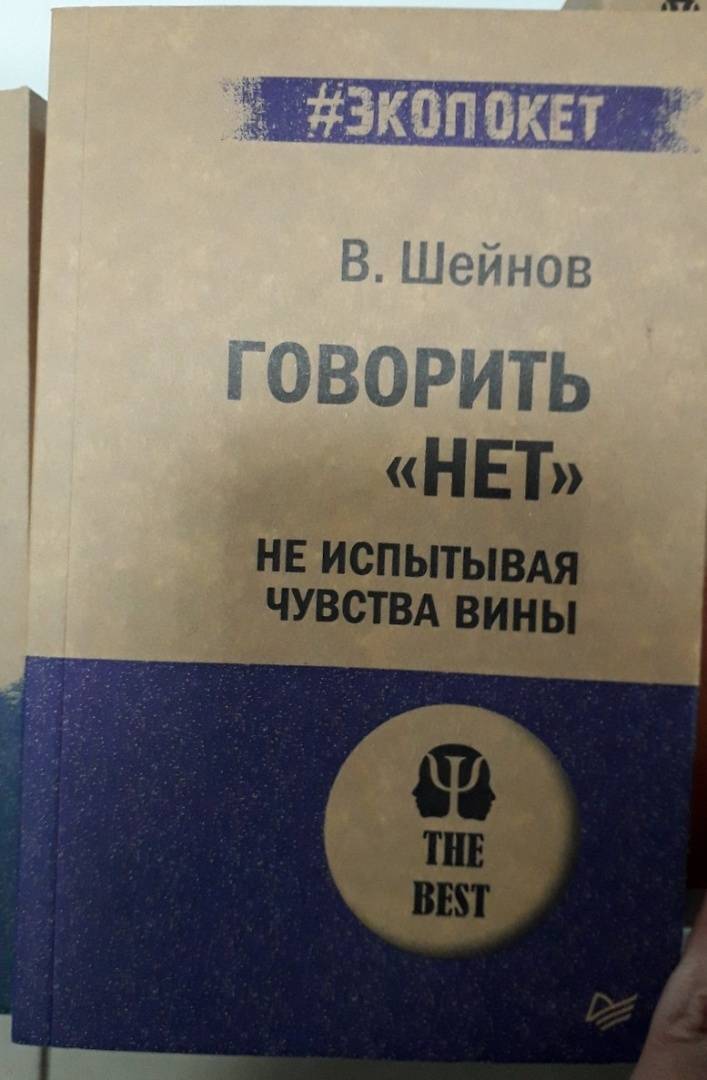 #ЭКОПОКЕТ
В. Шейнов
ГОВОРИТЬ
«НЕТ»
НЕ ИСПЫТЫВАЯ
ЧУВСТВА ВИНЫ
Ψ
THE
BEST